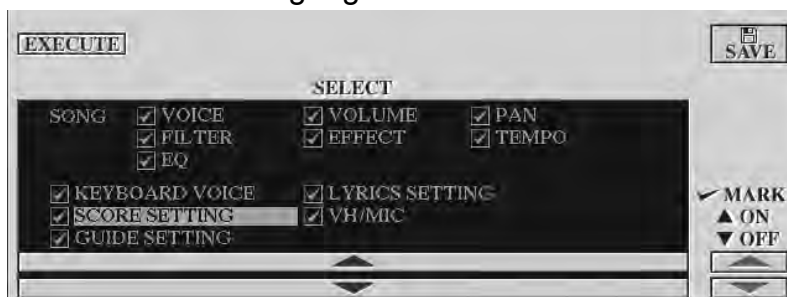 EXECUTE
SAVE
SELECT
SONG VOICE VOLUME PAN
FILTER EFFECT TEMPO
EQ
KEYBOARD VOICE LYRICS SETTING
SCORE SETTING VH/MIC
GUIDE SETTING
MARK
▲ ON
▼ OFF